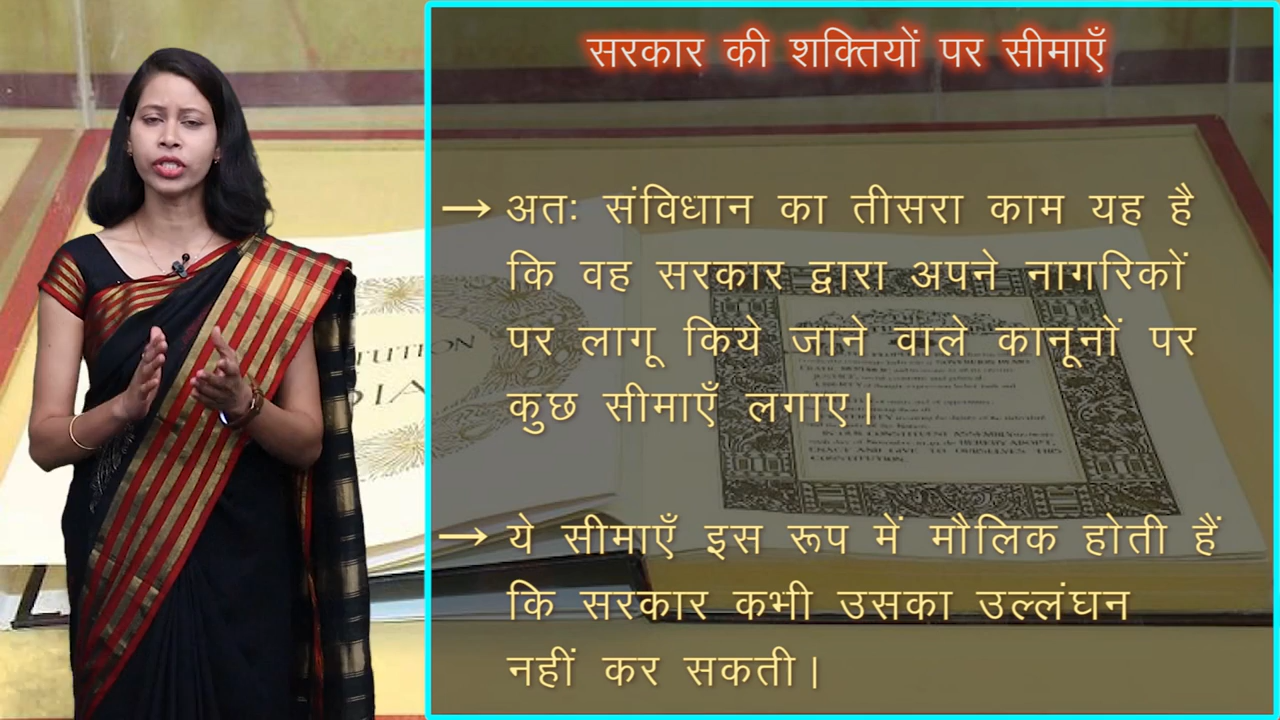 सरकार की शक्तियों पर सीमाएँ
→ अतः संविधान का तीसरा काम यह है
कि वह सरकार द्वारा अपने नागरिकों
पर लागू किये जाने वाले कानूनों पर
कुछ सीमाएँ लगाए।
→ ये सीमाएँ इस रूप में मौलिक होती हैं
कि सरकार कभी उसका उल्लंघन
नहीं कर सकती।